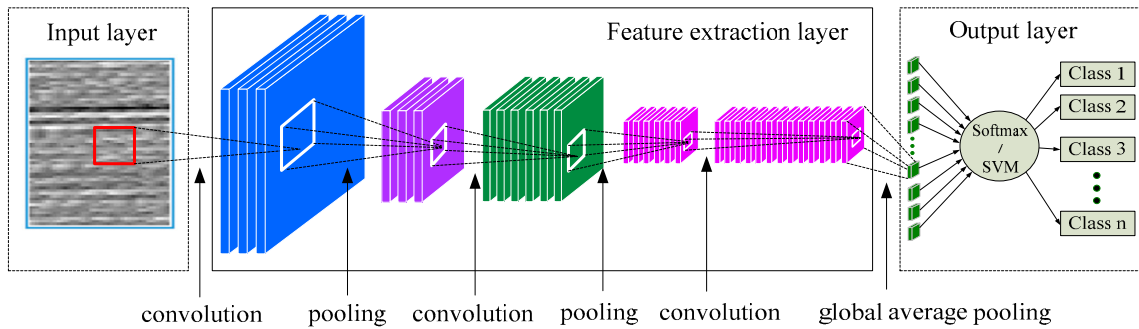 Input layer
Feature extraction layer
Output layer
Softmax
/
SVM
Class 1
Class 2
Class 3
Class n
convolution
pooling
convolution
pooling
convolution
global average pooling